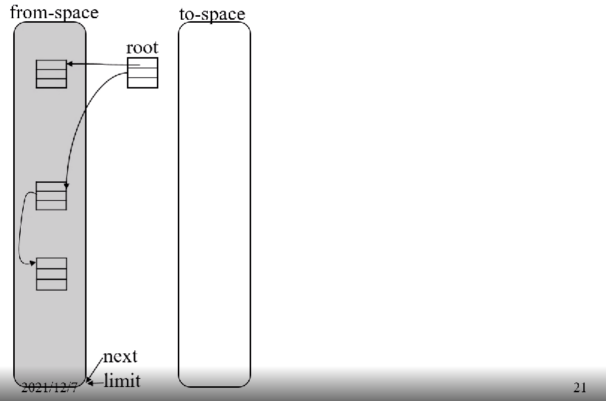 from-space
to-space
root
next
limit
2021/12/7
21